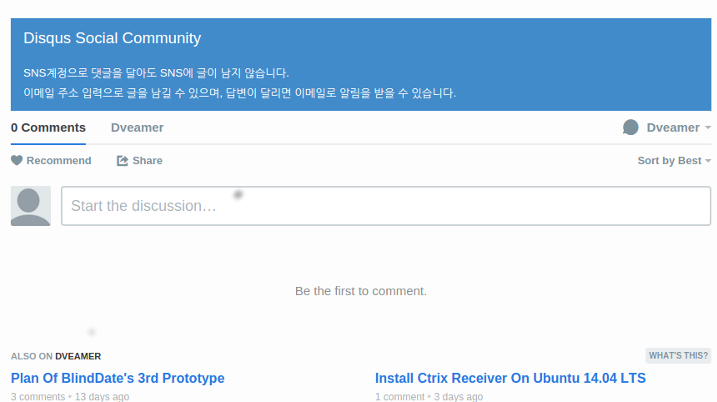 Disqus Social Community
SNS계정으로 댓글을 달아도 SNS에 글이 남지 않습니다.
이메일 주소 입력으로 글을 남길 수 있으며, 답변이 달리면 이메일로 알림을 받을 수 있습니다.
0 Comments Dveamer Dveamer
Recommend Share Sort by Best
Start the discussion…
Be the first to comment.
ALSO ON DVEAMER WHAT'S THIS?
Plan Of BlindDate's 3rd Prototype Install Ctrix Receiver On Ubuntu 14.04 LTS
3 comments • 13 days ago 1 comment • 3 days ago